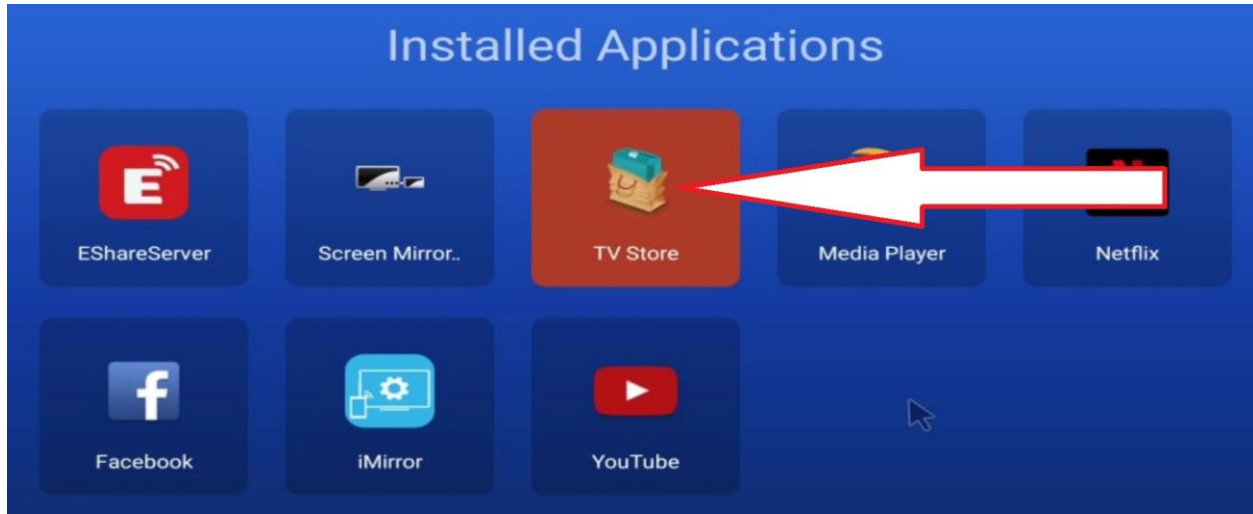 Installed Applications
E
EShareServer
Screen Mirror..
TV Store
Media Player
Netflix
f
Facebook
iMirror
YouTube